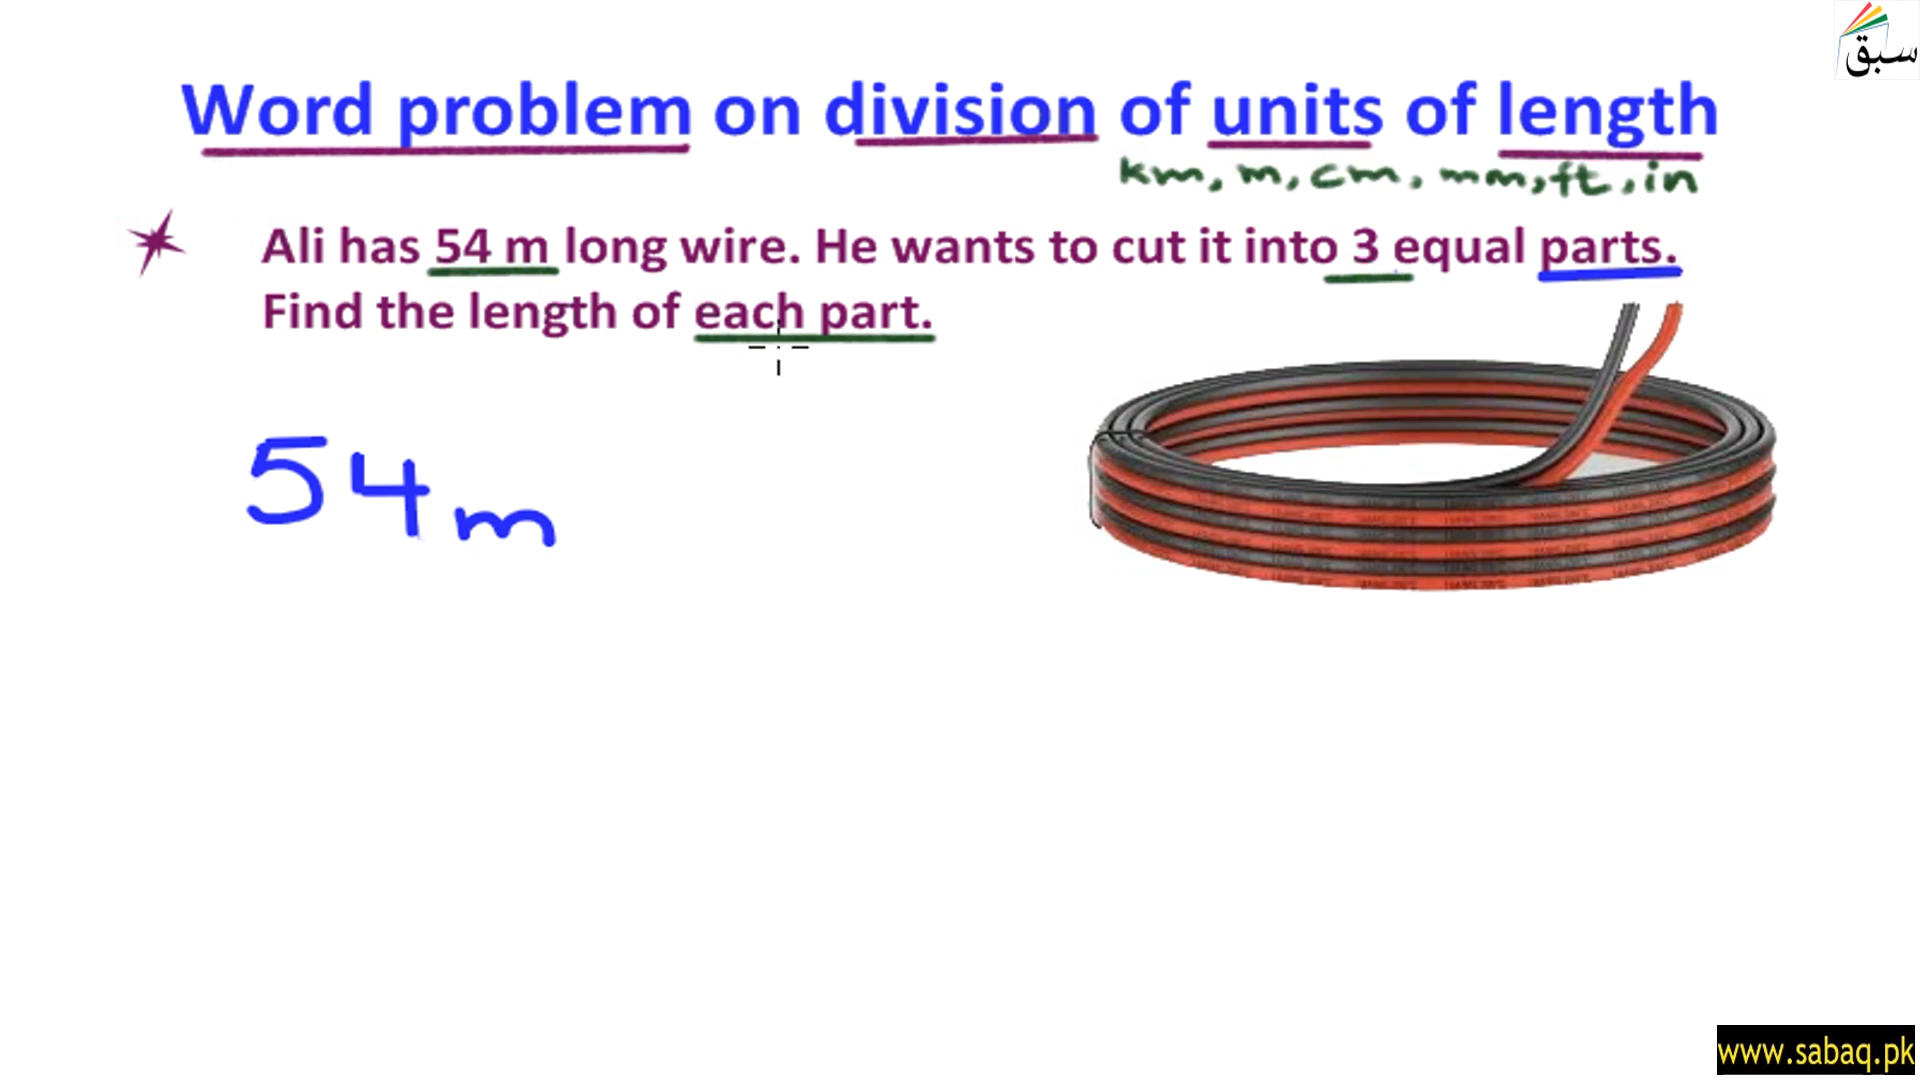 سبق
Word problem on division of units of length
km, m, cm, mm, ft, in
Ali has 54 m long wire. He wants to cut it into 3 equal parts.
Find the length of each part.
54 m
www.sabaq.pk